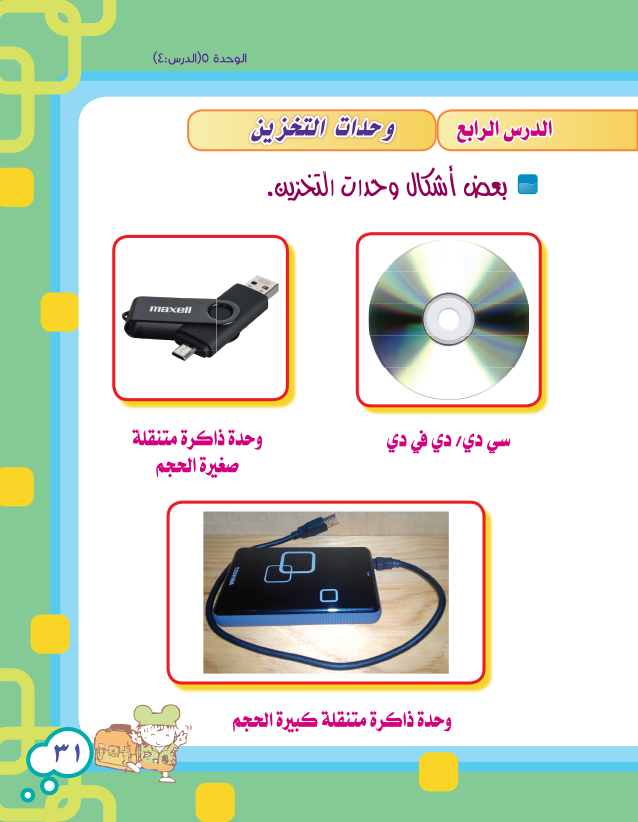 الوحدة ٥(الدرس:٤)
الدرس الرابع
وحدات التخزين
بعض أشكال وحدات التخزين.
maxell
سي دي/ دي في دي
وحدة ذاكرة متنقلة
صغيرة الحجم
TOSHIBA
وحدة ذاكرة متنقلة كبيرة الحجم
٣١